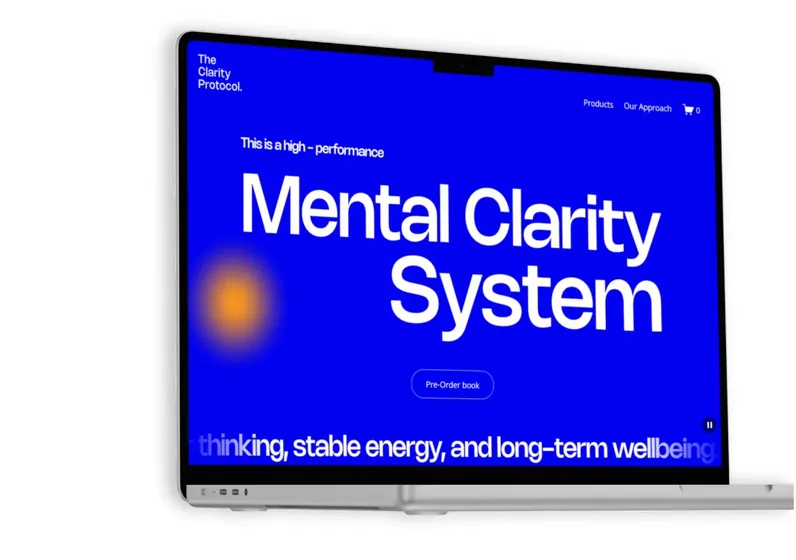 The
Clarity
Protocol.
Products Our Approach 0
This is a high - performance
Mental Clarity
System
Pre-Order book
thinking, stable energy, and long-term wellbeing.